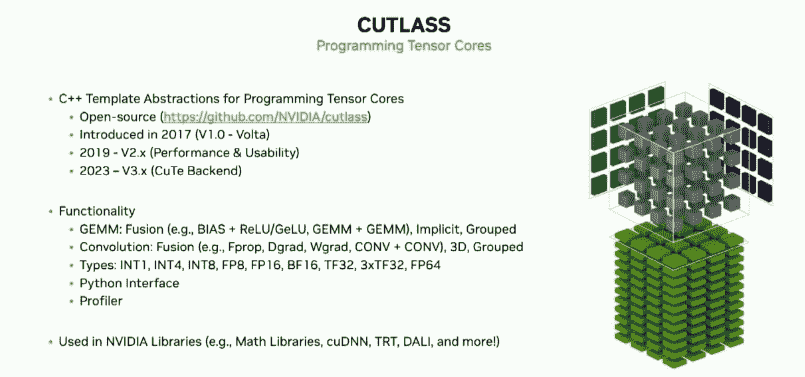 CUTLASS
Programming Tensor Cores
• C++ Template Abstractions for Programming Tensor Cores
• Open-source (https://github.com/NVIDIA/cutlass)
• Introduced in 2017 (V1.0 - Volta)
• 2019 - V2.x (Performance & Usability)
• 2023 – V3.x (CuTe Backend)
• Functionality
• GEMM: Fusion (e.g., BIAS + ReLU/GeLU, GEMM + GEMM), Implicit, Grouped
• Convolution: Fusion (e.g., Fprop, Dgrad, Wgrad, CONV + CONV), 3D, Grouped
• Types: INT1, INT4, INT8, FP8, FP16, BF16, TF32, 3xTF32, FP64
• Python Interface
• Profiler
• Used in NVIDIA Libraries (e.g., Math Libraries, cuDNN, TRT, DALI, and more!)